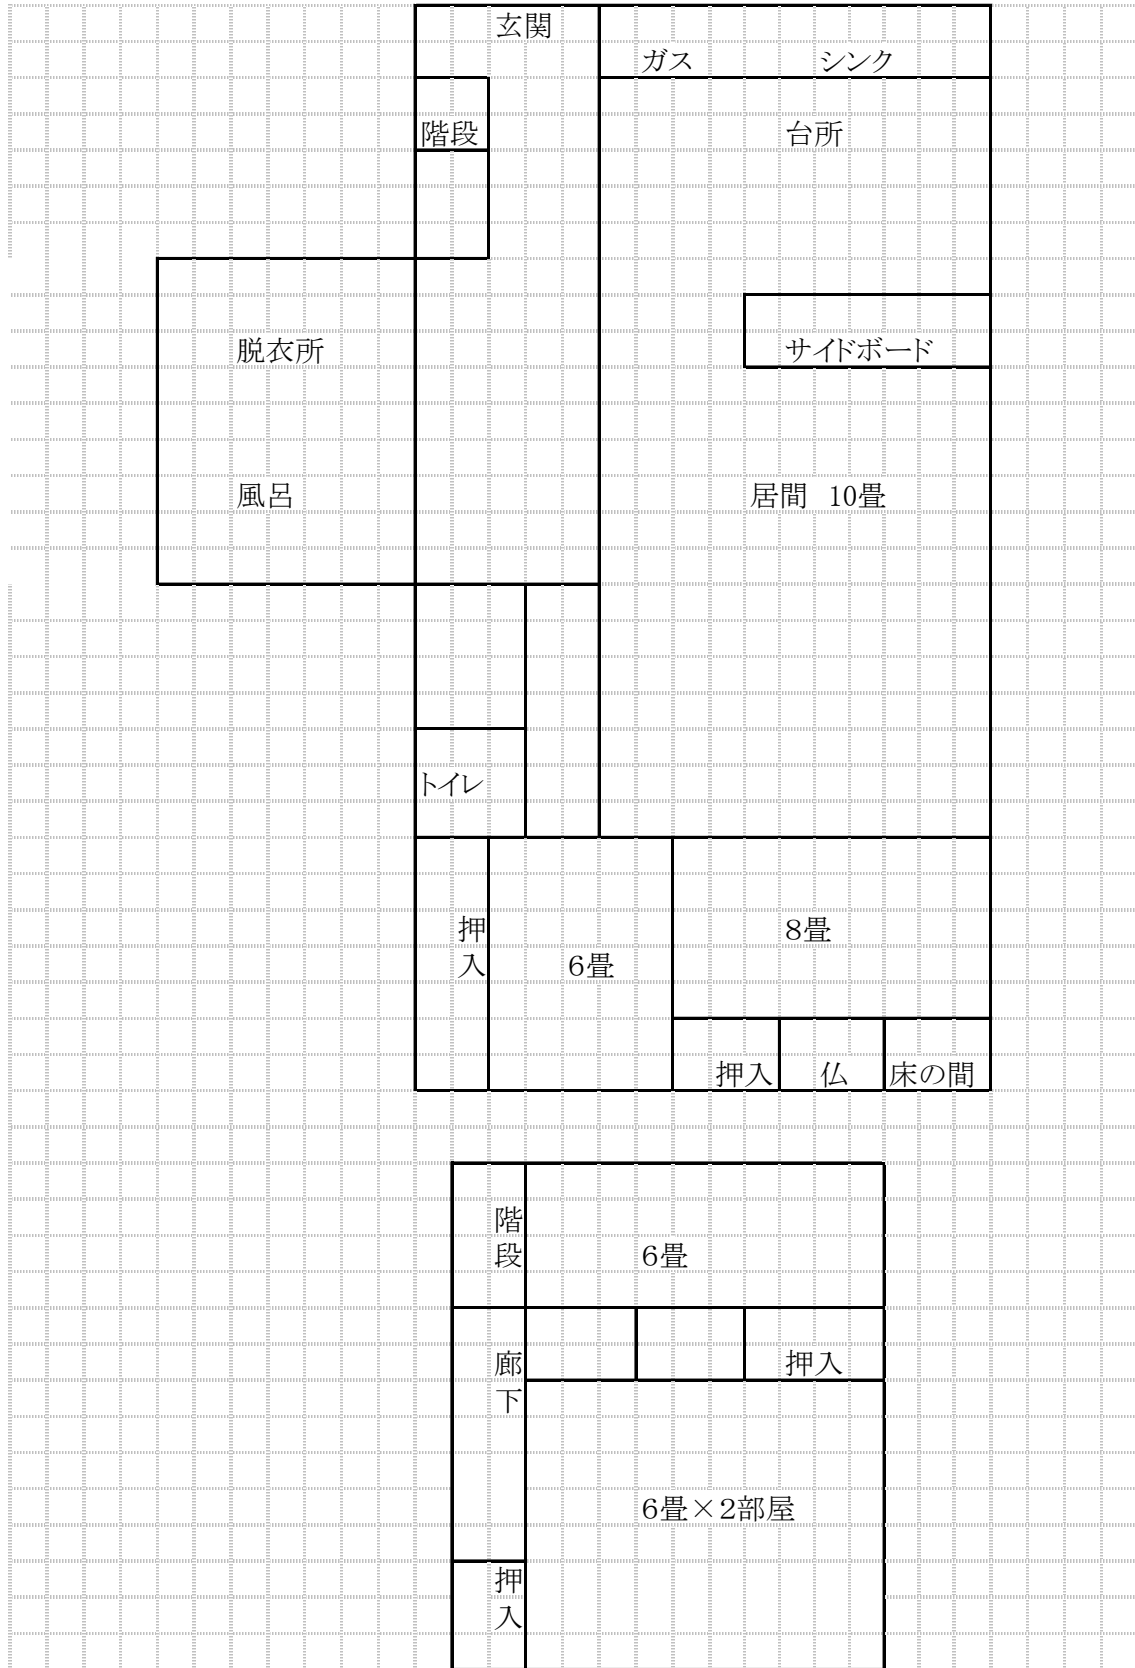 玄関
ガス シンク
階段 台所
サイドボード
脱衣所
風呂 居間 10畳
トイレ
押入
6畳
8畳
押入 仏 床の間
階段
6畳
廊下
押入
6畳×2部屋
押入